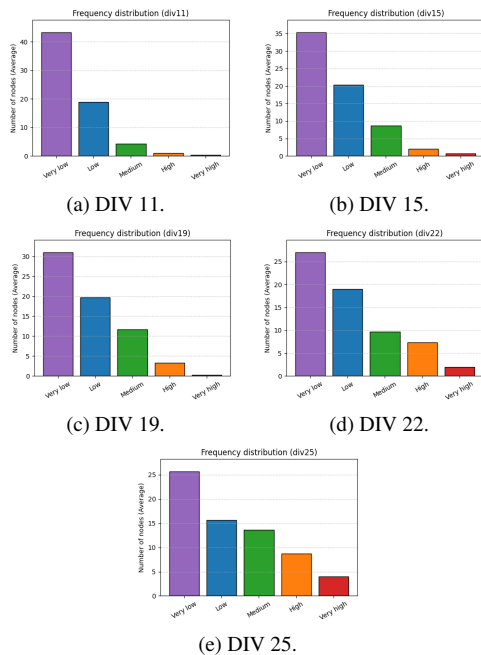 Frequency distribution (div11)
Number of nodes (Average)
40
30
20
10
0
Very low Low Medium High Very high
(a) DIV 11.
Frequency distribution (div15)
Number of nodes (Average)
35
30
25
20
15
10
5
0
Very low Low Medium High Very high
(b) DIV 15.
Frequency distribution (div19)
Number of nodes (Average)
30
25
20
15
10
5
0
Very low Low Medium High Very high
(c) DIV 19.
Frequency distribution (div22)
Number of nodes (Average)
25
20
15
10
5
0
Very low Low Medium High Very high
(d) DIV 22.
Frequency distribution (div25)
Number of nodes (Average)
25
20
15
10
5
0
Very low Low Medium High Very high
(e) DIV 25.